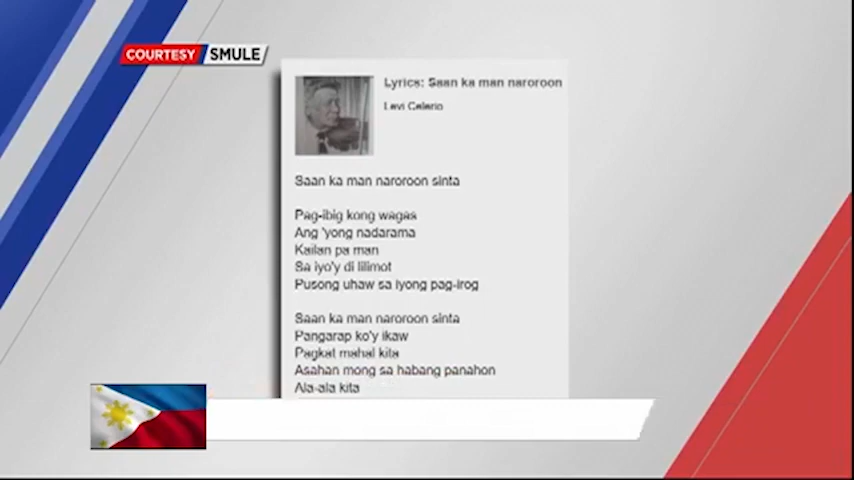 COURTESY SMULE
Lyrics: Saan ka man naroroon
Levi Celerio
Saan ka man naroroon sinta
Pag-ibig kong wagas
Ang 'yong nadarama
Kailan pa man
Sa iyo'y di lilimot
Pusong uhaw sa iyong pag-irog
Saan ka man naroroon sinta
Pangarap ko'y ikaw
Pagkat mahal kita
Asahan mong sa habang panahon
Ala-ala kita